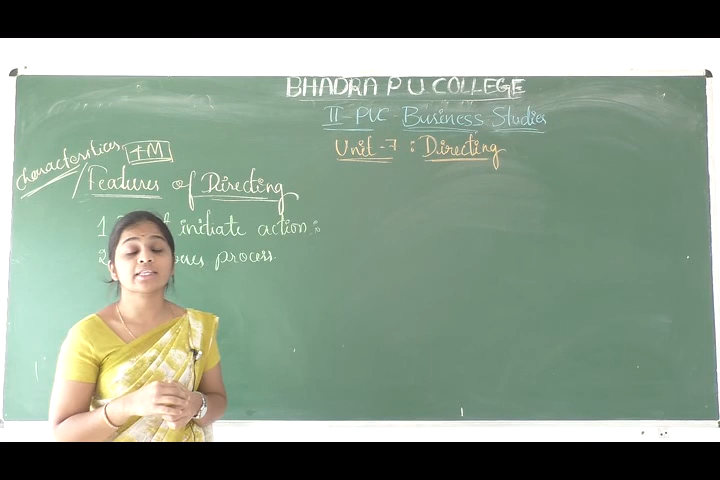 BHADRA P U COLLEGE
II-PUC Business Studies
Unit-7 : Directing
Characteristics 4M
/Features of Directing
1 initiate action:
2. process.